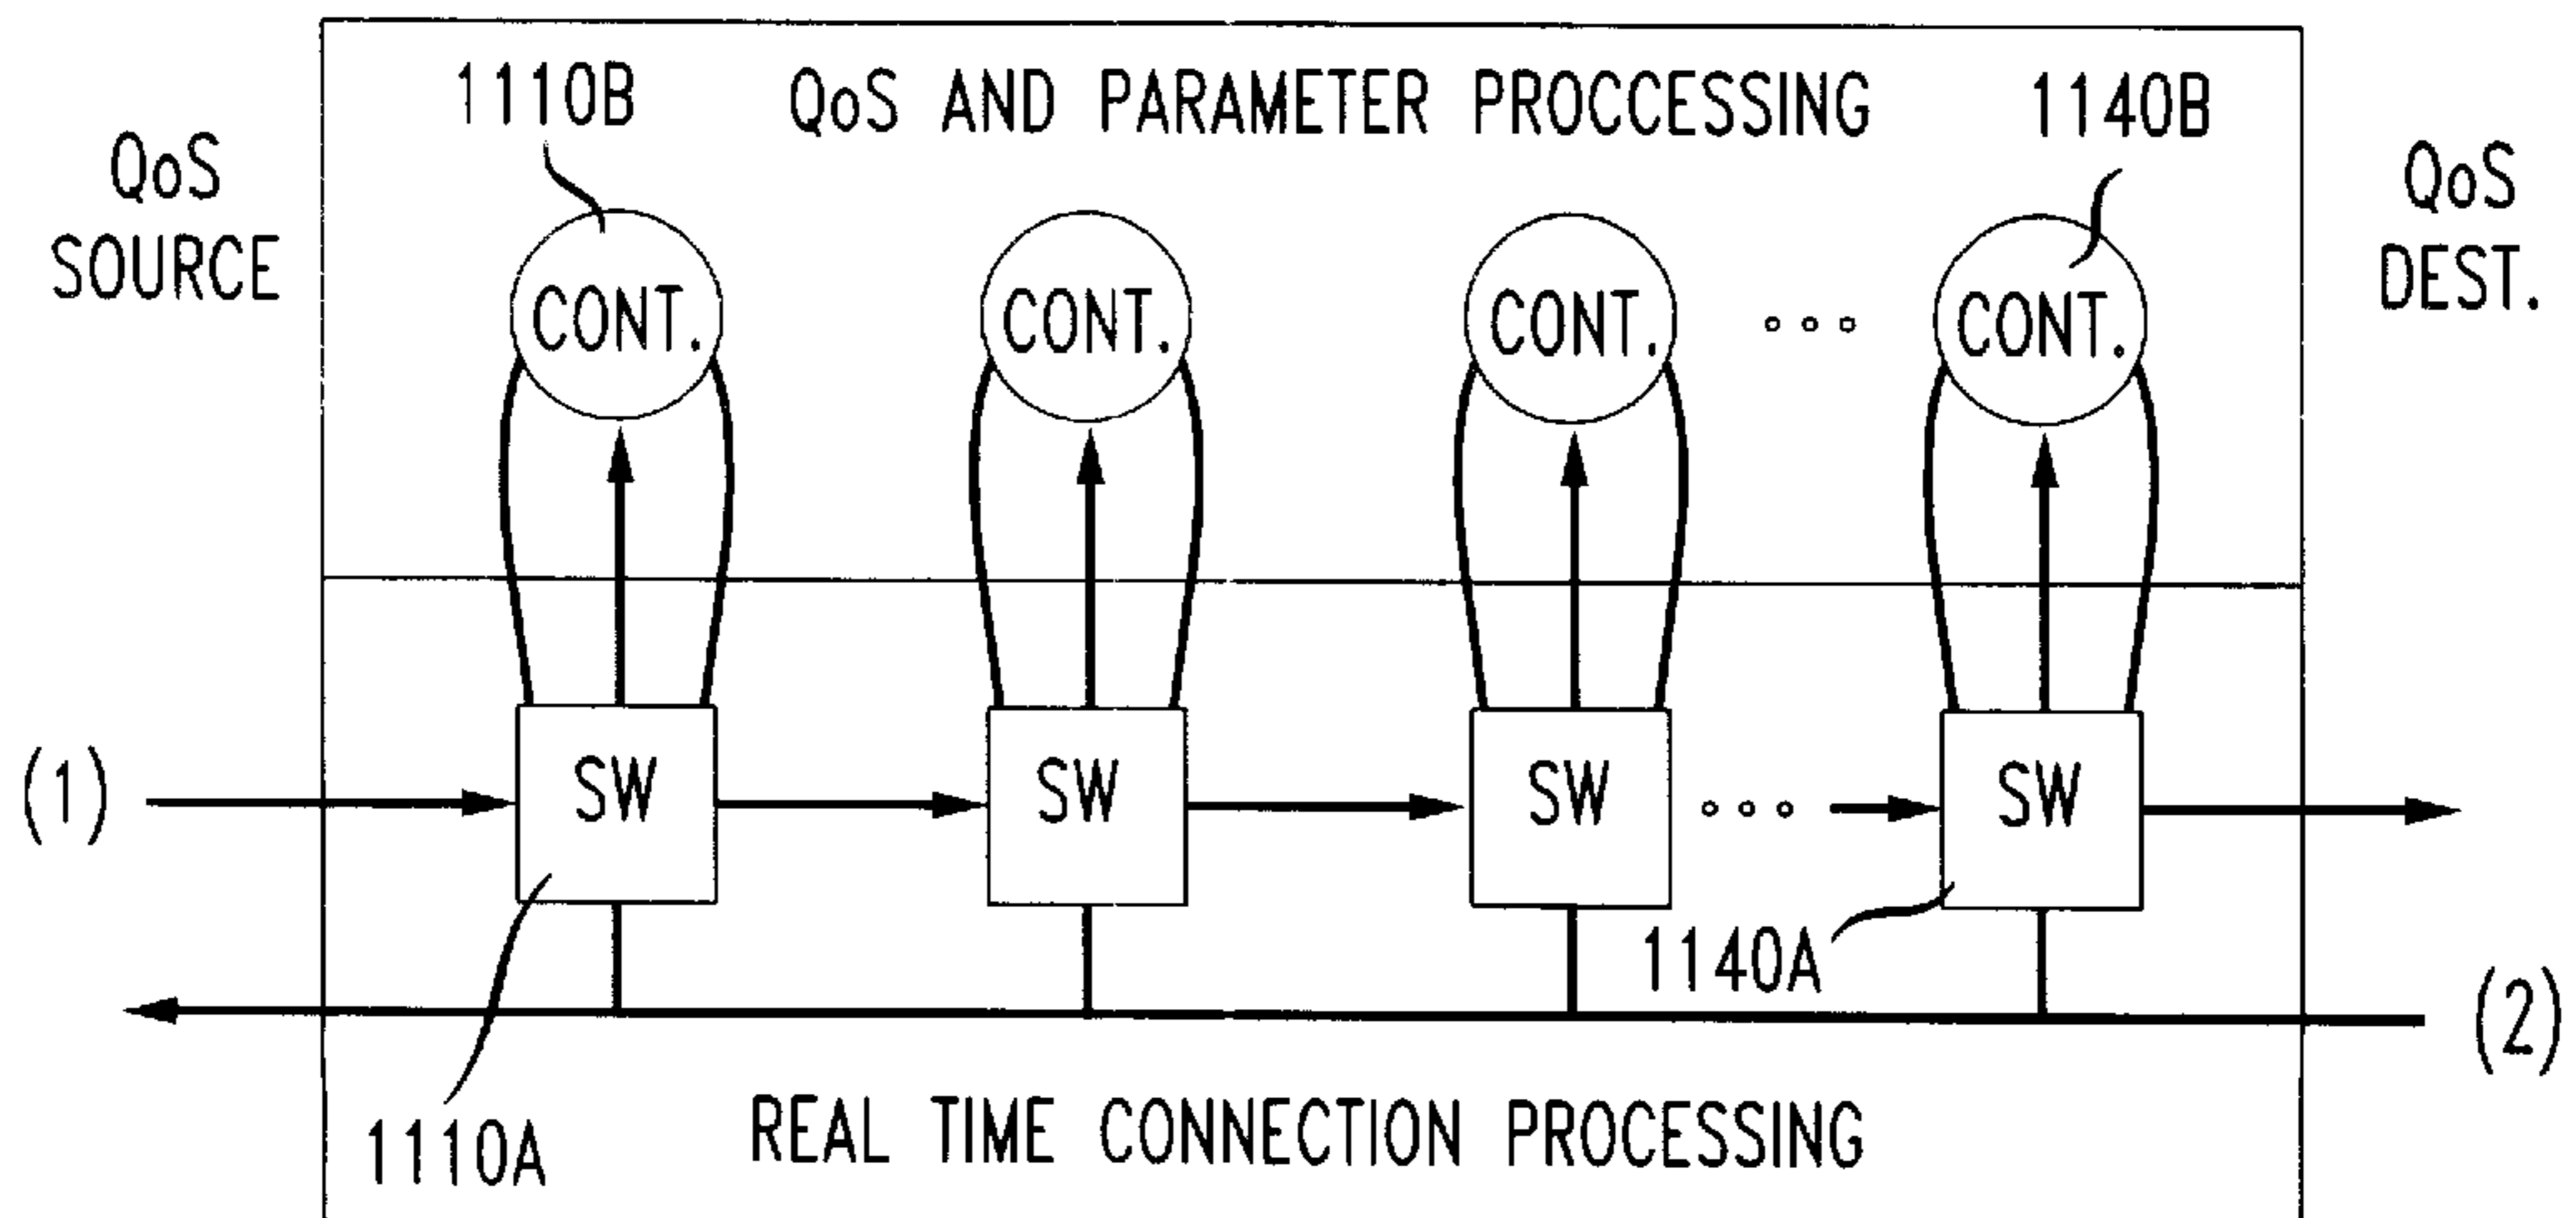 1110B
QoS AND PARAMETER PROCCESSING
1140B
QoS
SOURCE
QoS
DEST.
CONT.
CONT.
CONT.
CONT.
(1)
SW
SW
SW
SW
1140A
(2)
1110A
REAL TIME CONNECTION PROCESSING